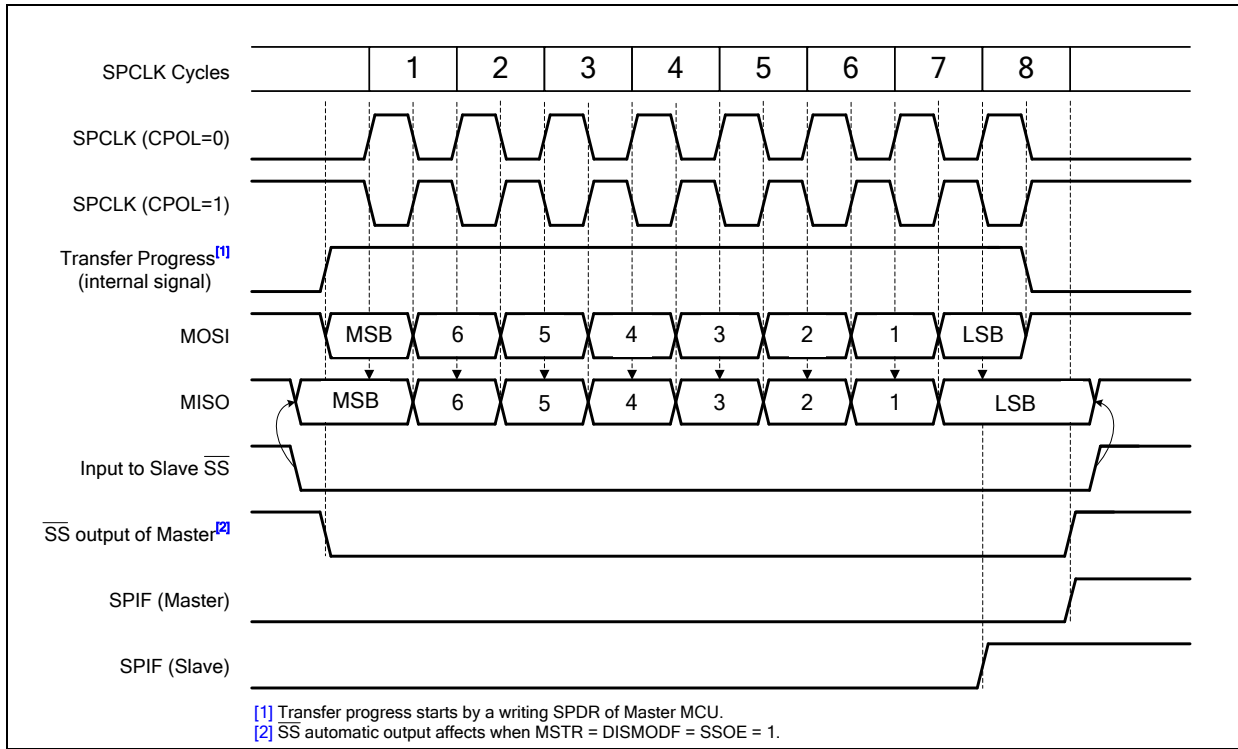 SPCLK Cycles 1 2 3 4 5 6 7 8
SPCLK (CPOL=0)
SPCLK (CPOL=1)
Transfer Progress[1]
(internal signal)
MOSI MSB 6 5 4 3 2 1 LSB
MISO MSB 6 5 4 3 2 1 LSB
Input to Slave S̅S̅
S̅S̅ output of Master[2]
SPIF (Master)
SPIF (Slave)
[1] Transfer progress starts by a writing SPDR of Master MCU.
[2] S̅S̅ automatic output affects when MSTR = DISMODF = SSOE = 1.